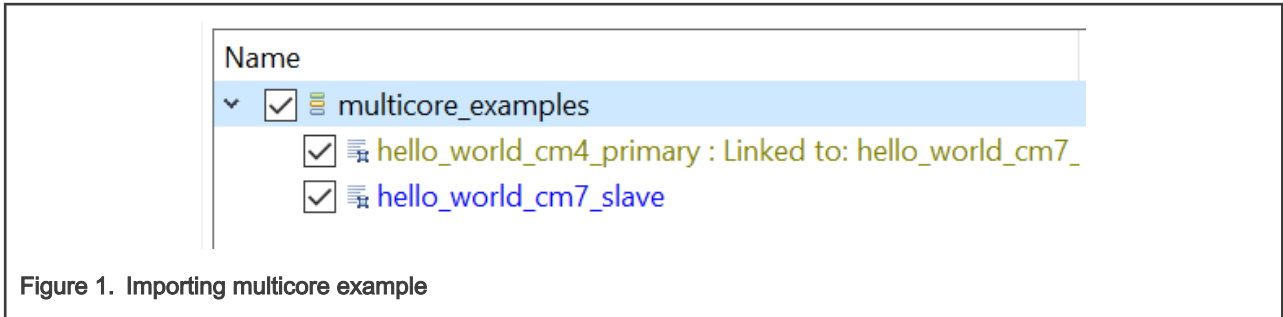 Name
multicore_examples
hello_world_cm4_primary : Linked to: hello_world_cm7_
hello_world_cm7_slave
Figure 1. Importing multicore example